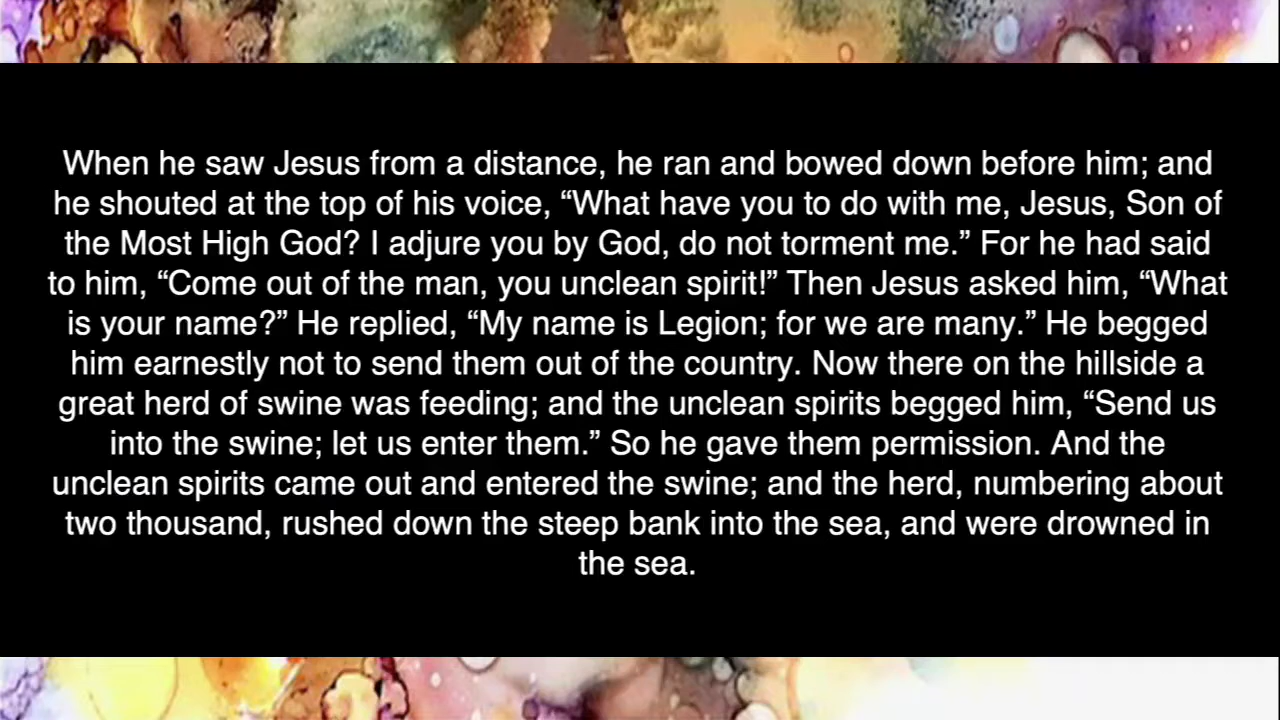 When he saw Jesus from a distance, he ran and bowed down before him; and
he shouted at the top of his voice, “What have you to do with me, Jesus, Son of
the Most High God? I adjure you by God, do not torment me.” For he had said
to him, “Come out of the man, you unclean spirit!” Then Jesus asked him, “What
is your name?” He replied, “My name is Legion; for we are many.” He begged
him earnestly not to send them out of the country. Now there on the hillside a
great herd of swine was feeding; and the unclean spirits begged him, “Send us
into the swine; let us enter them.” So he gave them permission. And the
unclean spirits came out and entered the swine; and the herd, numbering about
two thousand, rushed down the steep bank into the sea, and were drowned in
the sea.